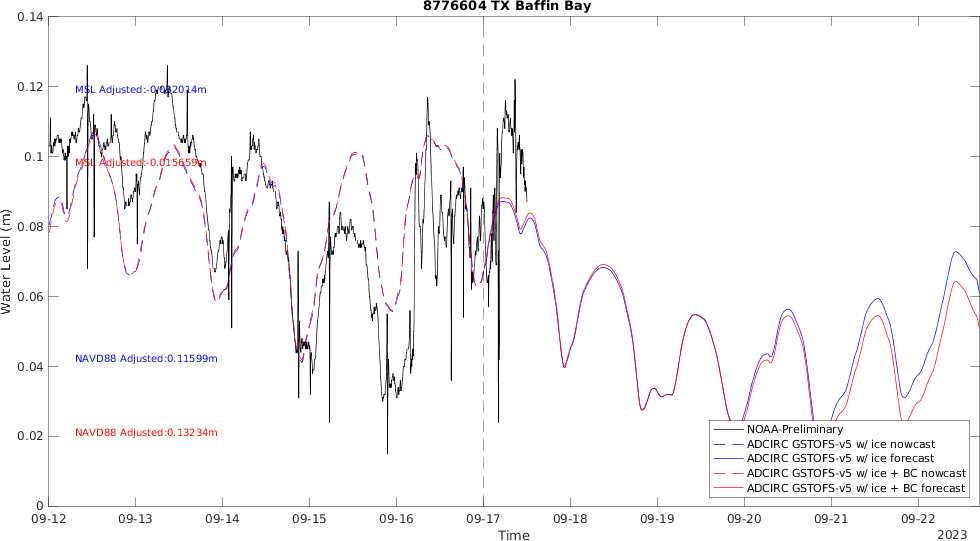 8776604 TX Baffin Bay
0.14
0.12
0.1
0.08
0.06
0.04
0.02
0
Water Level (m)
MSL Adjusted:-0.002014m
MSL Adjusted:-0.015659m
NAVD88 Adjusted:0.11599m
NAVD88 Adjusted:0.13234m
NOAA-Preliminary
ADCIRC GSTOFS-v5 w/ ice nowcast
ADCIRC GSTOFS-v5 w/ ice forecast
ADCIRC GSTOFS-v5 w/ ice + BC nowcast
ADCIRC GSTOFS-v5 w/ ice + BC forecast
09-12 09-13 09-14 09-15 09-16 09-17 09-18 09-19 09-20 09-21 09-22
Time
2023